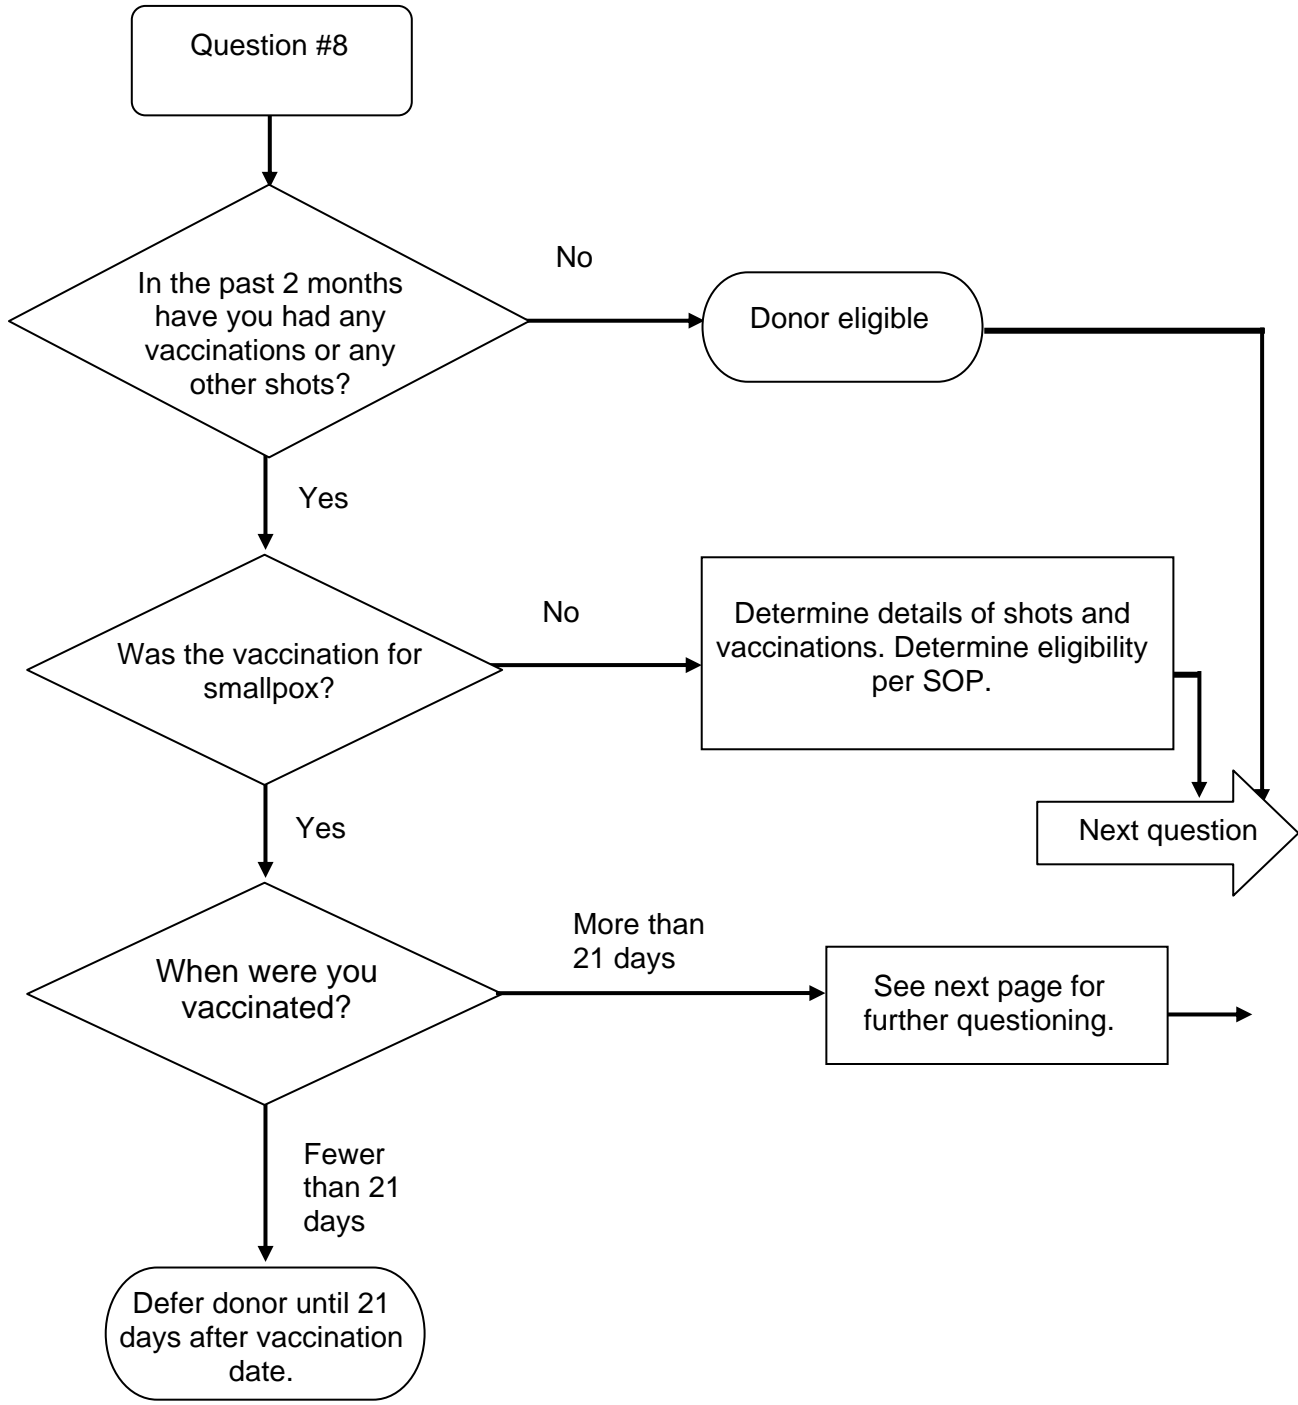 Question #8
In the past 2 months
have you had any
vaccinations or any
other shots?
No
Donor eligible
Yes
Was the vaccination for
smallpox?
No
Determine details of shots and
vaccinations. Determine eligibility
per SOP.
Next question
Yes
When were you
vaccinated?
More than
21 days
See next page for
further questioning.
Fewer
than 21
days
Defer donor until 21
days after vaccination
date.